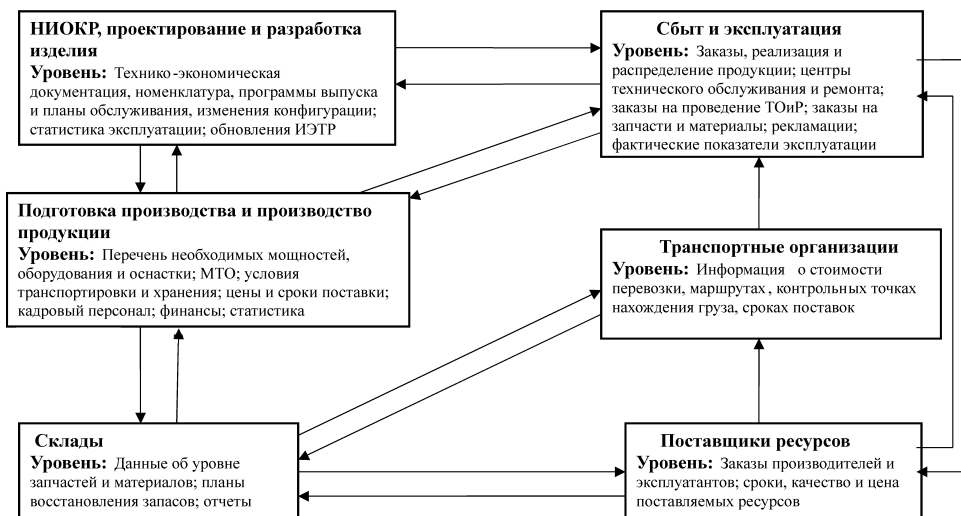 НИОКР, проектирование и разработка
изделия
Уровень: Технико-экономическая
документация, номенклатура, программы выпуска
и планы обслуживания, изменения конфигурации;
статистика эксплуатации; обновления ИЭТР
Сбыт и эксплуатация
Уровень: Заказы, реализация и
распределение продукции; центры
технического обслуживания и ремонта;
заказы на проведение ТОиР; заказы на
запчасти и материалы; рекламации;
фактические показатели эксплуатации
Подготовка производства и производство
продукции
Уровень: Перечень необходимых мощностей,
оборудования и оснастки; МТО; условия
транспортировки и хранения; цены и сроки поставки;
кадровый персонал; финансы; статистика
Транспортные организации
Уровень: Информация о стоимости
перевозки, маршрутах, контрольных точках
нахождения груза, сроках поставок
Склады
Уровень: Данные об уровне
запчастей и материалов; планы
восстановления запасов; отчеты
Поставщики ресурсов
Уровень: Заказы производителей и
эксплуатантов; сроки, качество и цена
поставляемых ресурсов